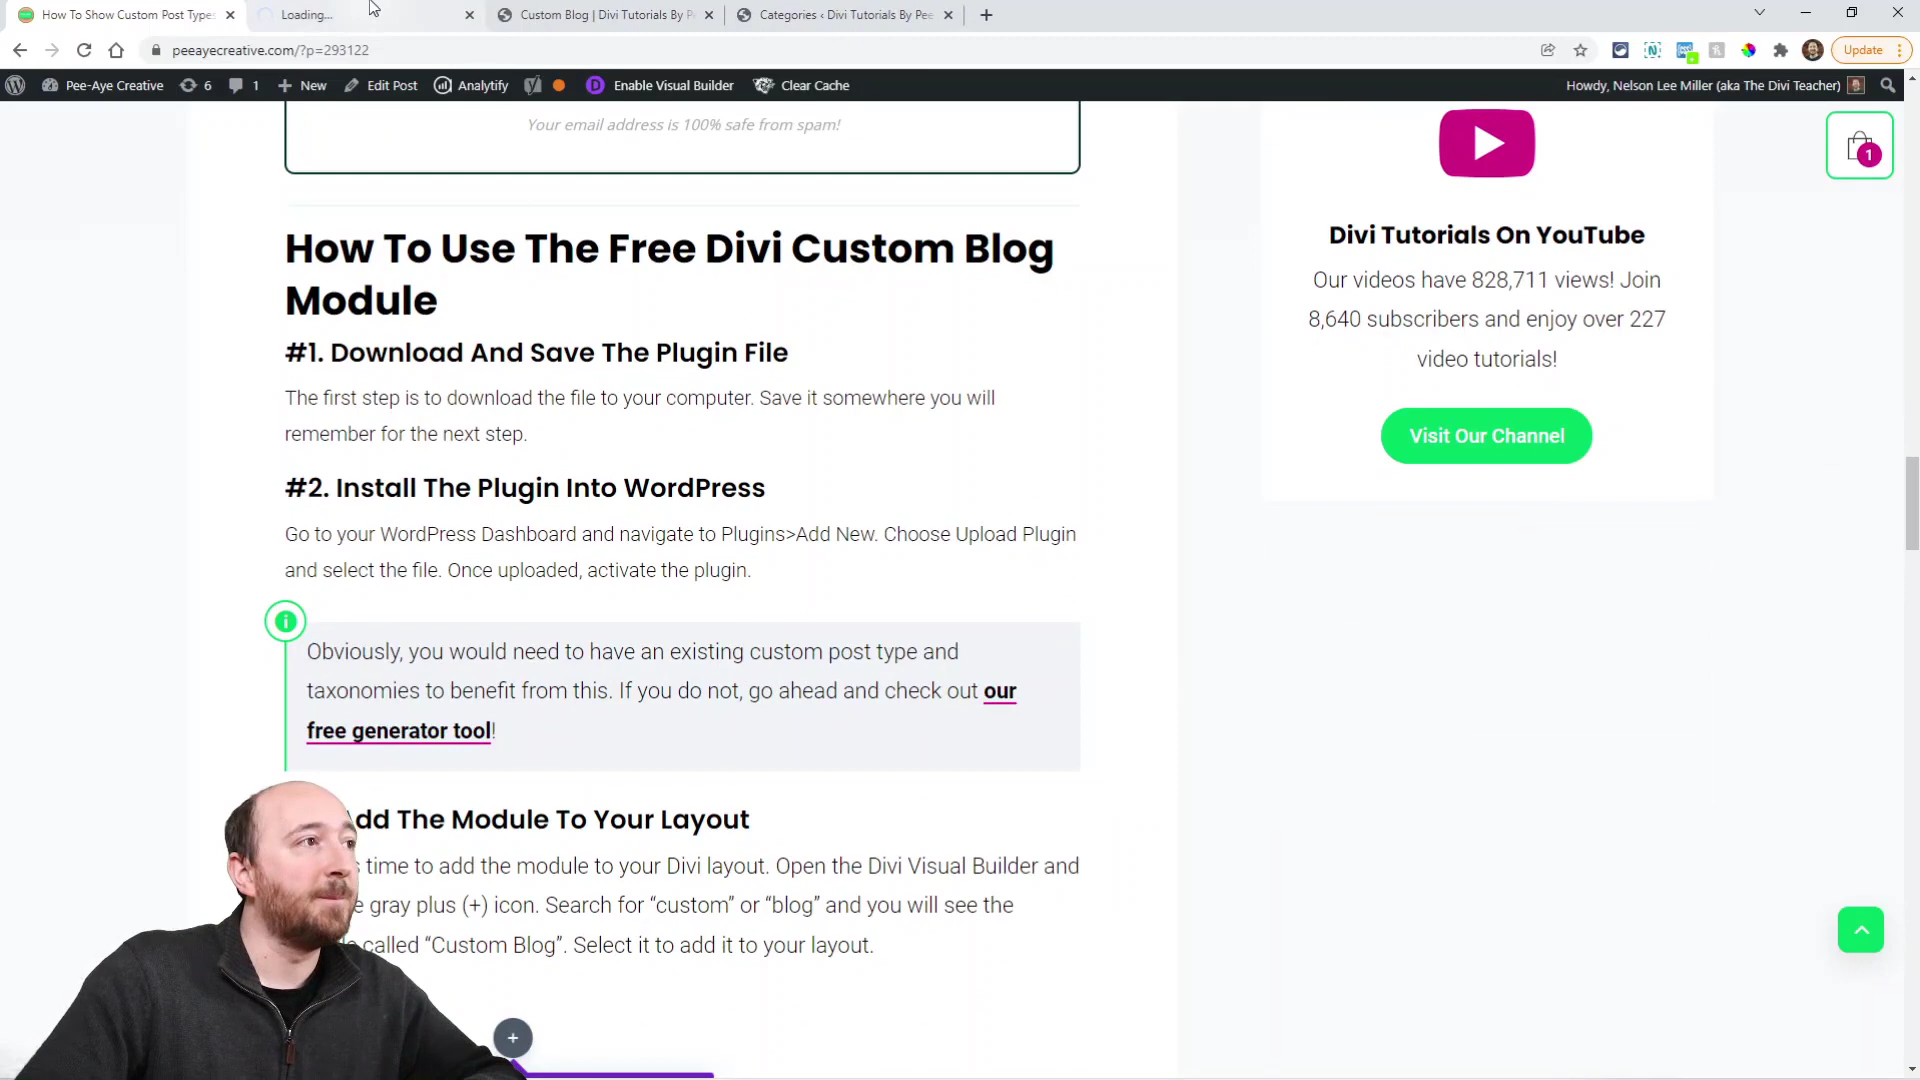 How To Show Custom Post Types
Loading...
Custom Blog | Divi Tutorials By P
Categories ‹ Divi Tutorials By Pee
peeayecreative.com/?p=293122
Update
Pee-Aye Creative
6
1
New
Edit Post
Analytify
Enable Visual Builder
Clear Cache
Howdy, Nelson Lee Miller (aka The Divi Teacher)
Your email address is 100% safe from spam!
1
How To Use The Free Divi Custom Blog
Module
#1. Download And Save The Plugin File
The first step is to download the file to your computer. Save it somewhere you will
remember for the next step.
#2. Install The Plugin Into WordPress
Go to your WordPress Dashboard and navigate to Plugins>Add New. Choose Upload Plugin
and select the file. Once uploaded, activate the plugin.
Obviously, you would need to have an existing custom post type and
taxonomies to benefit from this. If you do not, go ahead and check out our
free generator tool!
dd The Module To Your Layout
time to add the module to your Divi layout. Open the Divi Visual Builder and
gray plus (+) icon. Search for “custom” or “blog” and you will see the
called “Custom Blog”. Select it to add it to your layout.
Divi Tutorials On YouTube
Our videos have 828,711 views! Join
8,640 subscribers and enjoy over 227
video tutorials!
Visit Our Channel